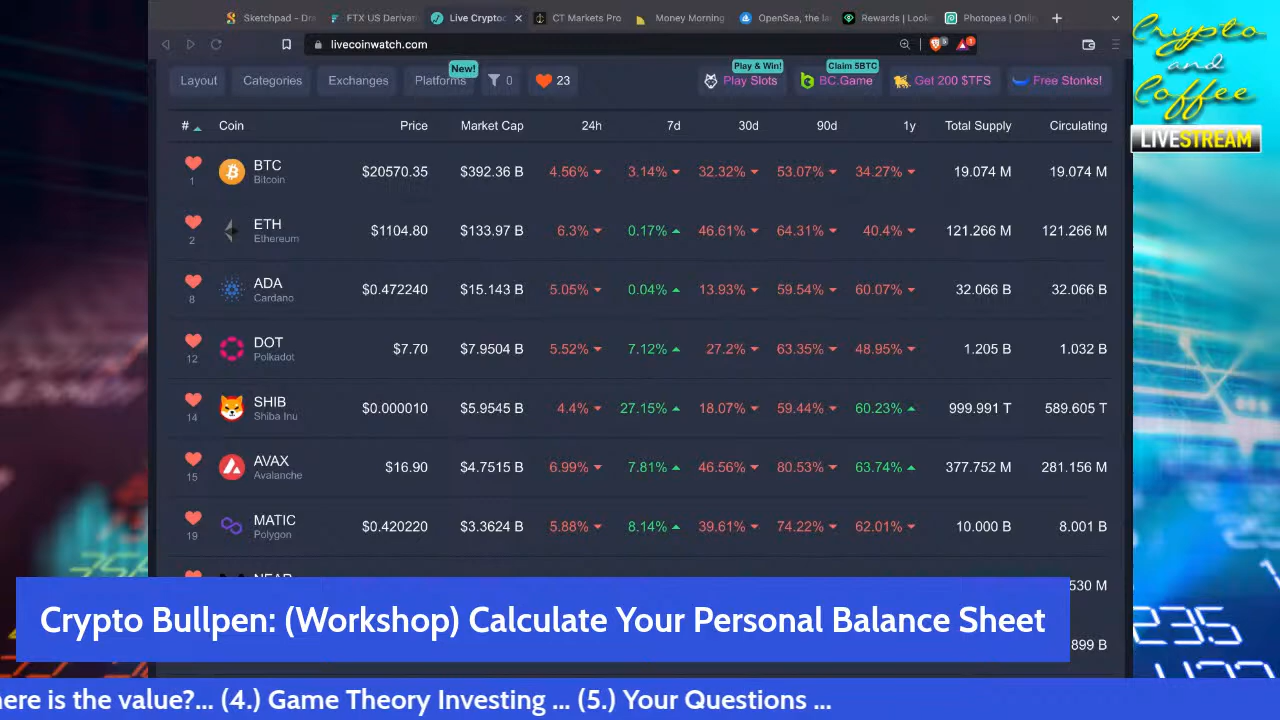 Sketchpad - Dra
FTX US Derivati
Live Cryptoc
CT Markets Pro
Money Morning
OpenSea, the la
Rewards | Look
Photopea | Onlin
livecoinwatch.com
5
1
Crypto
and
Coffee
LIVESTREAM
New!
Play & Win!
Claim 5BTC
Layout Categories Exchanges Platforms 0 23 Play Slots BC.Game Get 200 $TFS Free Stonks!
# Coin Price Market Cap 24h 7d 30d 90d 1y Total Supply Circulating
BTC
1 Bitcoin $20570.35 $392.36 B 4.56% 3.14% 32.32% 53.07% 34.27% 19.074 M 19.074 M
ETH
2 Ethereum $1104.80 $133.97 B 6.3% 0.17% 46.61% 64.31% 40.4% 121.266 M 121.266 M
ADA
8 Cardano $0.472240 $15.143 B 5.05% 0.04% 13.93% 59.54% 60.07% 32.066 B 32.066 B
DOT
12 Polkadot $7.70 $7.9504 B 5.52% 7.12% 27.2% 63.35% 48.95% 1.205 B 1.032 B
SHIB
14 Shiba Inu $0.000010 $5.9545 B 4.4% 27.15% 18.07% 59.44% 60.23% 999.991 T 589.605 T
AVAX
15 Avalanche $16.90 $4.7515 B 6.99% 7.81% 46.56% 80.53% 63.74% 377.752 M 281.156 M
MATIC
19 Polygon $0.420220 $3.3624 B 5.88% 8.14% 39.61% 74.22% 62.01% 10.000 B 8.001 B
530 M
Crypto Bullpen: (Workshop) Calculate Your Personal Balance Sheet
899 B
235
here is the value?... (4.) Game Theory Investing ... (5.) Your Questions ...